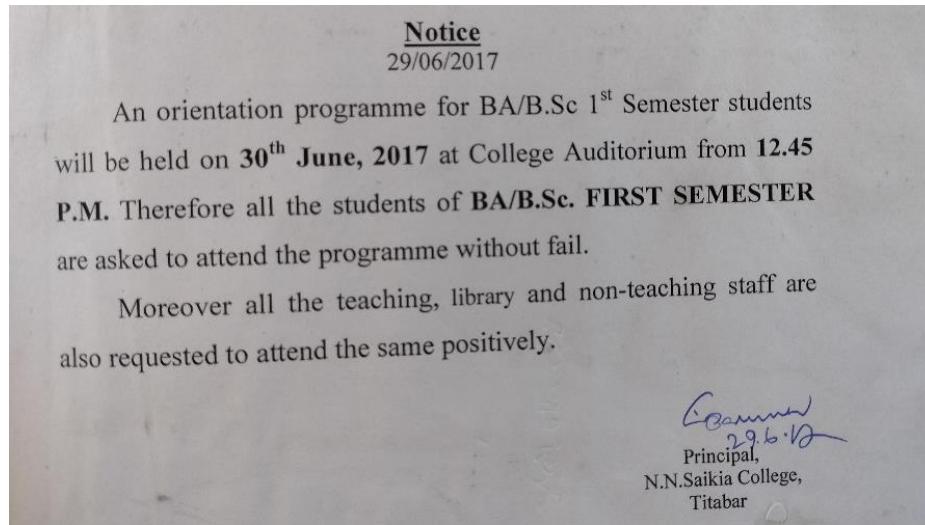 Notice
29/06/2017
An orientation programme for BA/B.Sc 1st Semester students
will be held on 30th June, 2017 at College Auditorium from 12.45
P.M. Therefore all the students of BA/B.Sc. FIRST SEMESTER
are asked to attend the programme without fail.
Moreover all the teaching, library and non-teaching staff are
also requested to attend the same positively.
29.6.17
Principal,
N.N.Saikia College,
Titabar